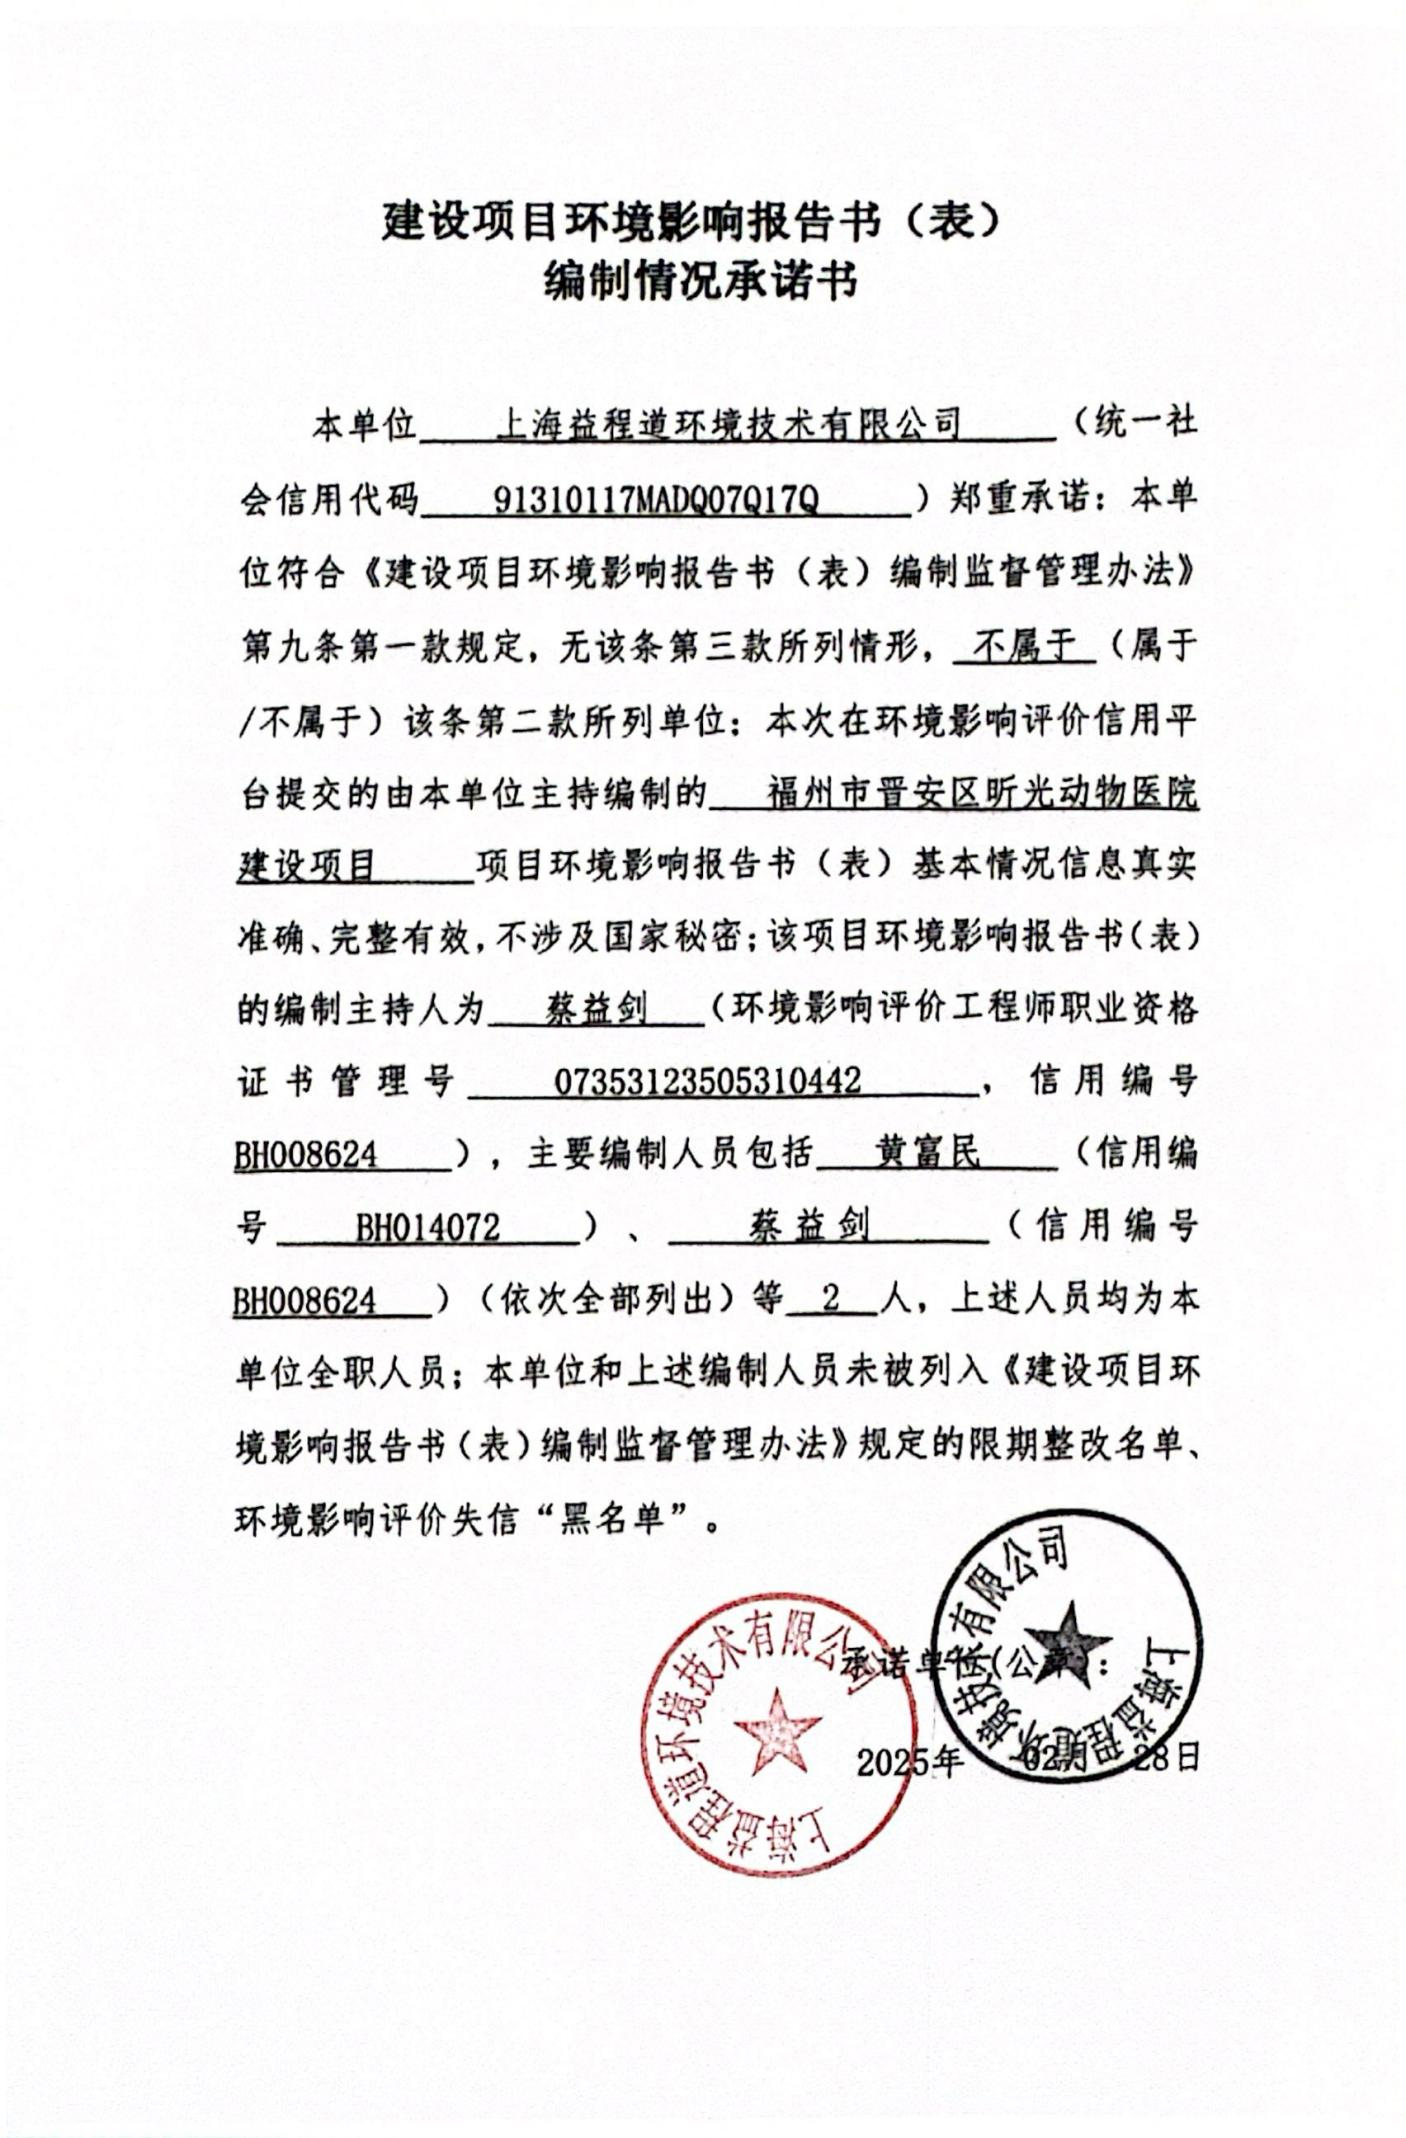 建设项目环境影响报告书（表）
编制情况承诺书
本单位 上海益程道环境技术有限公司 （统一社
会信用代码 91310117MADQ07Q17Q ）郑重承诺：本单
位符合《建设项目环境影响报告书（表）编制监督管理办法》
第九条第一款规定，无该条第三款所列情形， 不属于 （属于
/不属于）该条第二款所列单位；本次在环境影响评价信用平
台提交的由本单位主持编制的 福州市晋安区昕光动物医院
建设项目 项目环境影响报告书（表）基本情况信息真实
准确、完整有效，不涉及国家秘密；该项目环境影响报告书（表）
的编制主持人为 蔡益剑 （环境影响评价工程师职业资格
证书管理号 07353123505310442 ，信用编号
BH008624 ），主要编制人员包括 黄富民 （信用编
号 BH014072 ）、 蔡益剑 （信用编号
BH008624 ）（依次全部列出）等 2 人，上述人员均为本
单位全职人员；本单位和上述编制人员未被列入《建设项目环
境影响报告书（表）编制监督管理办法》规定的限期整改名单、
环境影响评价失信“黑名单”。
承诺单位（公章）：
2025年 02月 28日
上海益程道环境技术有限公司
上海益程道环境技术有限公司